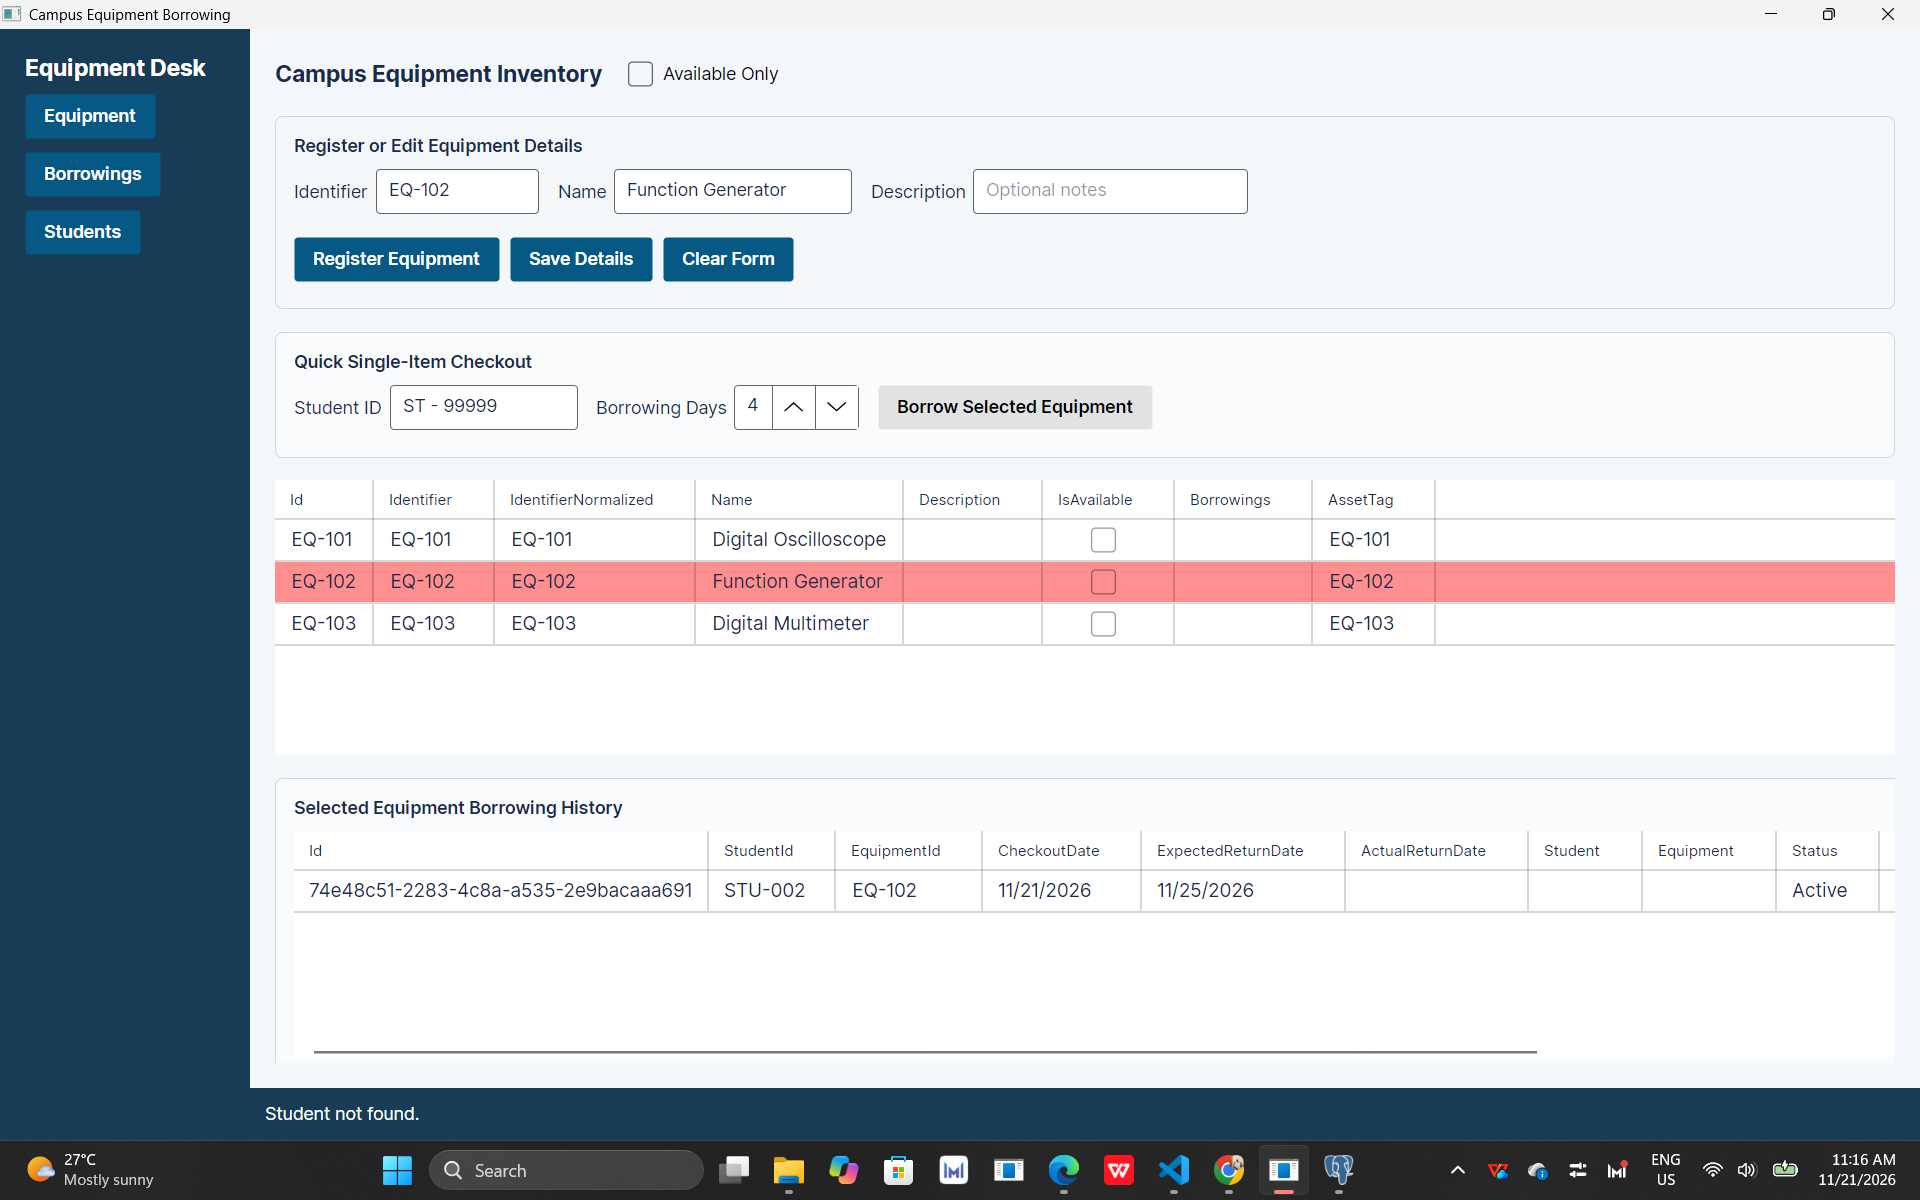 Campus Equipment Borrowing
Equipment Desk
Equipment
Borrowings
Students
Campus Equipment Inventory Available Only
Register or Edit Equipment Details
Identifier EQ-102 Name Function Generator Description Optional notes
Register Equipment Save Details Clear Form
Quick Single-Item Checkout
Student ID ST - 99999 Borrowing Days 4 Borrow Selected Equipment
Id Identifier IdentifierNormalized Name Description IsAvailable Borrowings AssetTag
EQ-101 EQ-101 EQ-101 Digital Oscilloscope EQ-101
EQ-102 EQ-102 EQ-102 Function Generator EQ-102
EQ-103 EQ-103 EQ-103 Digital Multimeter EQ-103
Selected Equipment Borrowing History
Id StudentId EquipmentId CheckoutDate ExpectedReturnDate ActualReturnDate Student Equipment Status
74e48c51-2283-4c8a-a535-2e9bacaaa691 STU-002 EQ-102 11/21/2026 11/25/2026 Active
Student not found.
27°C
Mostly sunny
Search
ENG
US
11:16 AM
11/21/2026